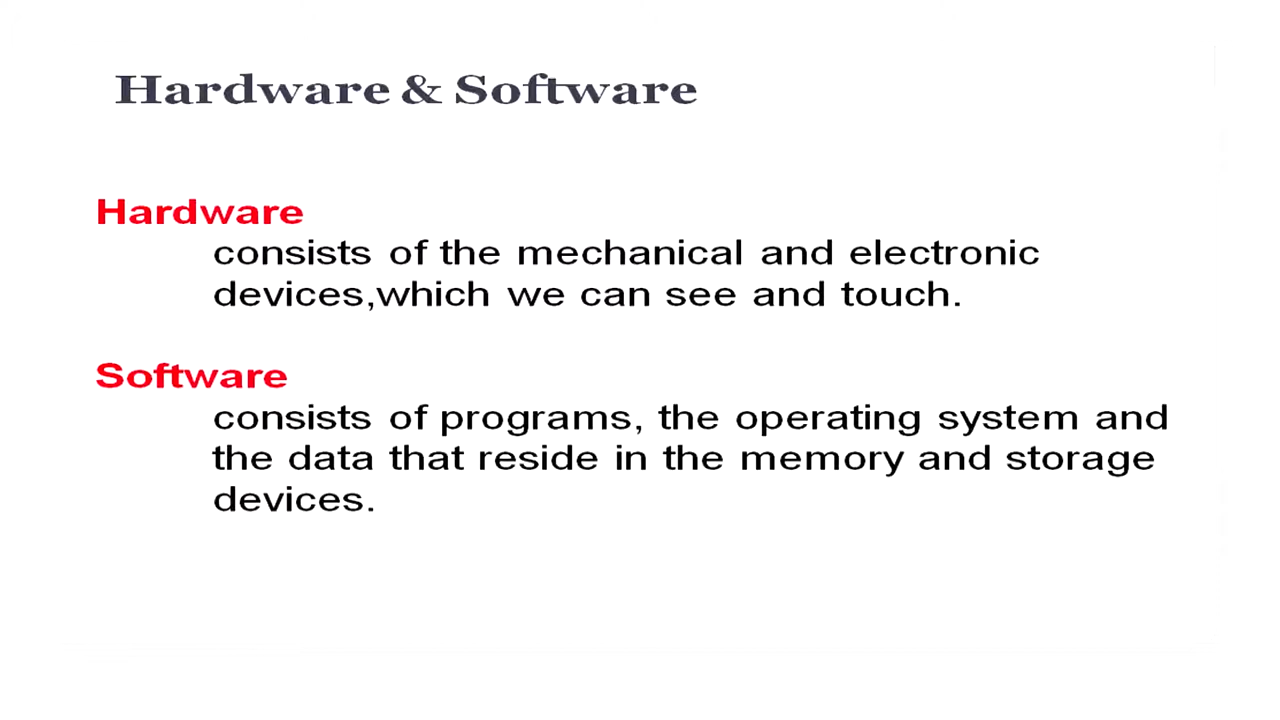 Hardware & Software
Hardware
consists of the mechanical and electronic
devices,which we can see and touch.
Software
consists of programs, the operating system and
the data that reside in the memory and storage
devices.